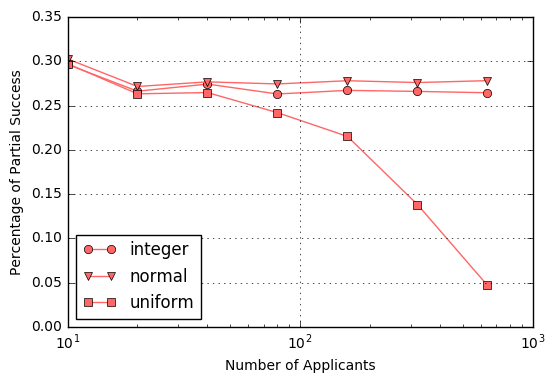 0.35
0.30
0.25
0.20
0.15
0.10
0.05
0.00
Percentage of Partial Success
integer
normal
uniform
10^1
10^2
10^3
Number of Applicants